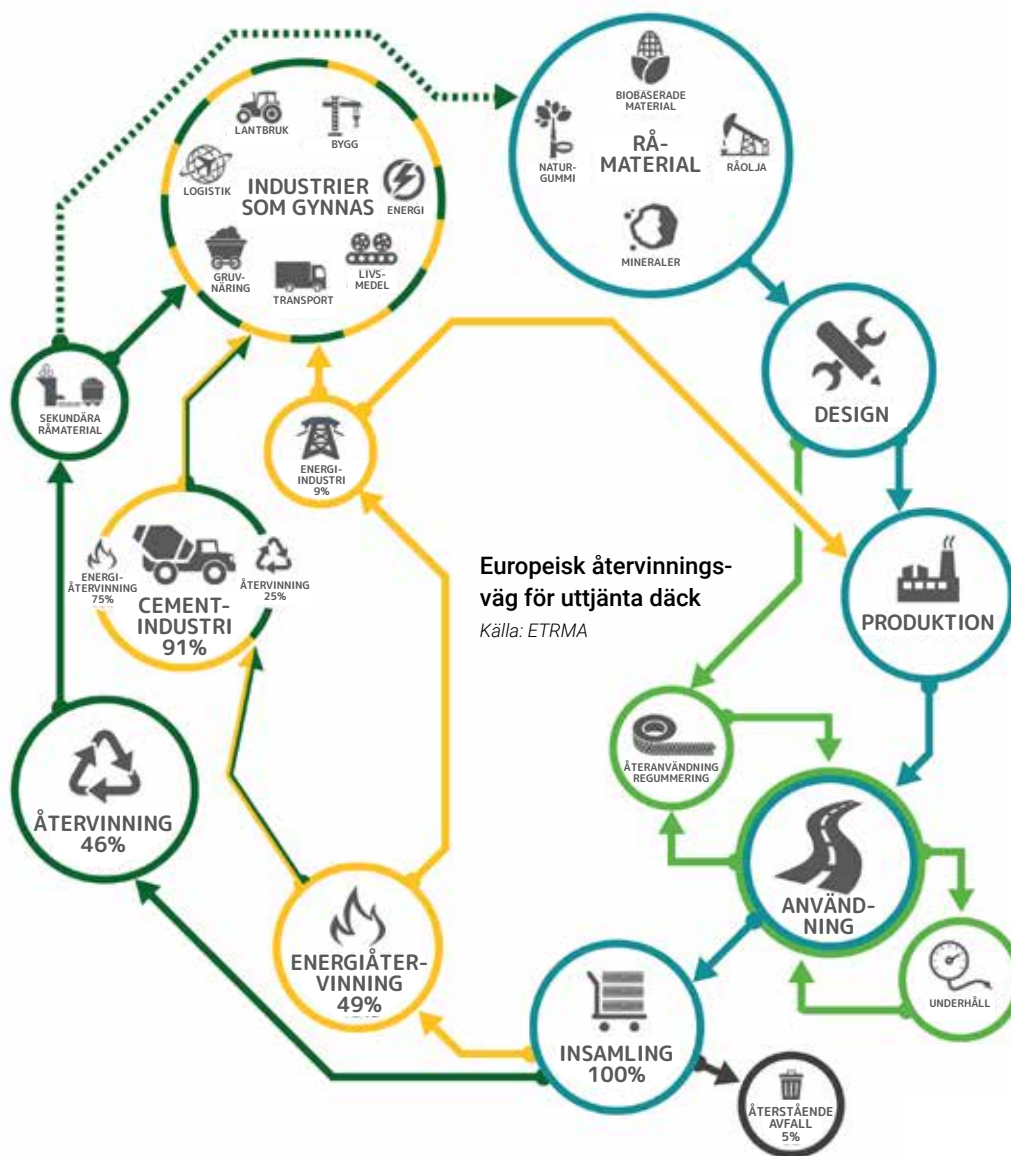 BIOBASERADE
MATERIAL
RÅ-
MATERIAL
NATUR-
GUMMI
RÅOLJA
MINERALER
LANTBRUK
BYGG
LOGISTIK
INDUSTRIER
SOM GYNNAS
ENERGI
GRUV-
NÄRING
TRANSPORT
LIVS-
MEDEL
DESIGN
SEKUNDÄRA
RÅMATERIAL
ENERGI-
INDUSTRI
9%
ENERGI-
ÅTERVINNING
75%
ÅTERVINNING
25%
CEMENT-
INDUSTRI
91%
Europeisk återvinnings-
väg för uttjänta däck
Källa: ETRMA
PRODUKTION
ÅTERVINNING
46%
ÅTERANVÄNDNING
REGUMMERING
ANVÄND-
NING
ENERGIÅTER-
VINNING
49%
UNDERHÅLL
INSAMLING
100%
ÅTERSTÅENDE
AVFALL
5%